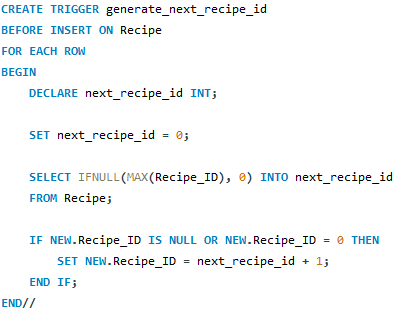 CREATE TRIGGER generate_next_recipe_id
BEFORE INSERT ON Recipe
FOR EACH ROW
BEGIN
    DECLARE next_recipe_id INT;

    SET next_recipe_id = 0;

    SELECT IFNULL(MAX(Recipe_ID), 0) INTO next_recipe_id
    FROM Recipe;

    IF NEW.Recipe_ID IS NULL OR NEW.Recipe_ID = 0 THEN
        SET NEW.Recipe_ID = next_recipe_id + 1;
    END IF;
END//